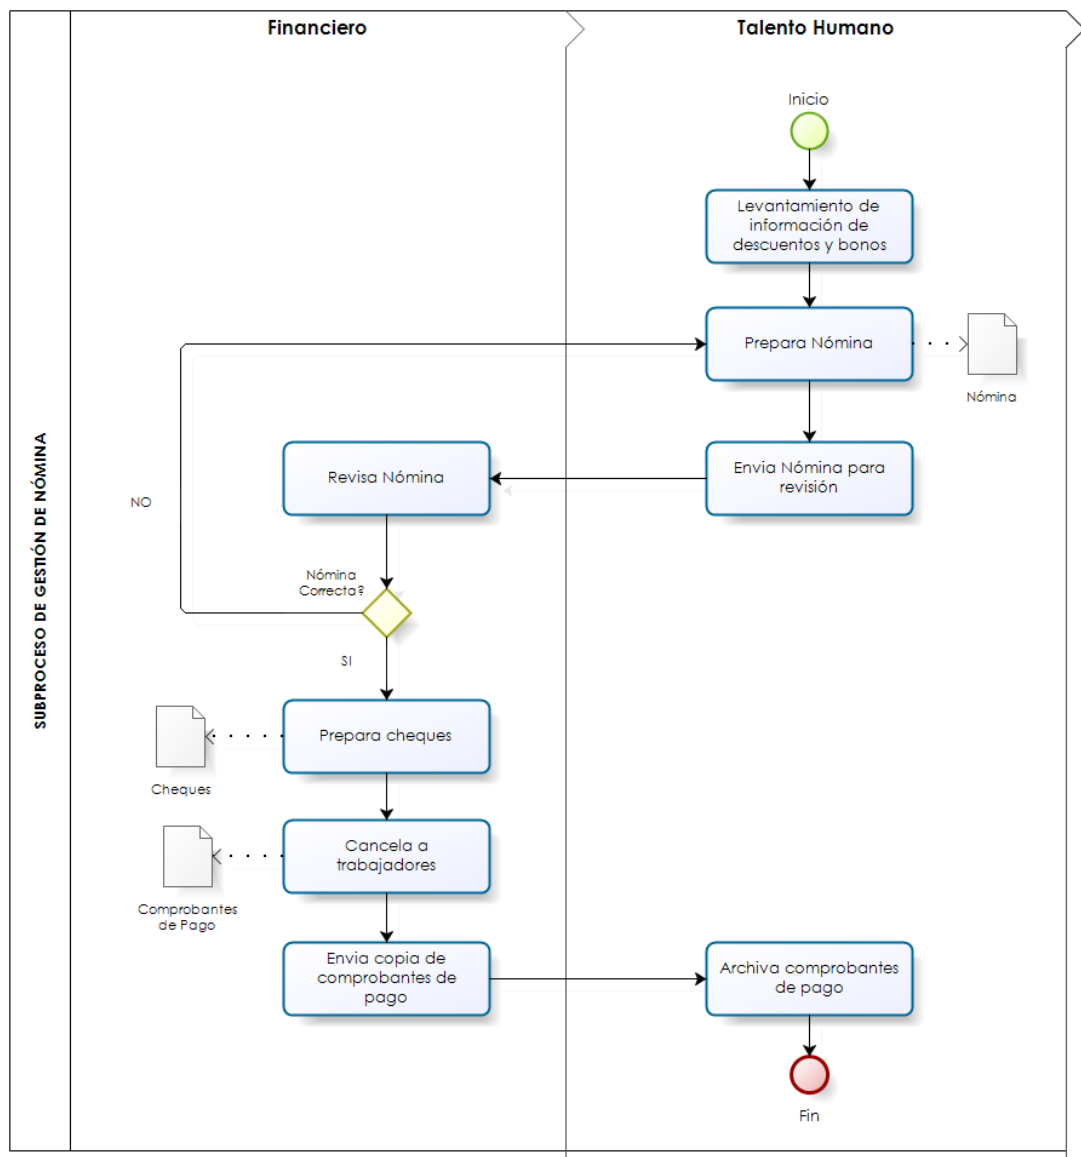 SUBPROCESO DE GESTIÓN DE NÓMINA
Financiero
Talento Humano
Inicio
Levantamiento de
información de
descuentos y bonos
Prepara Nómina
Nómina
Envia Nómina para
revisión
Revisa Nómina
NO
Nómina
Correcta?
SI
Prepara cheques
Cheques
Cancela a
trabajadores
Comprobantes
de Pago
Envia copia de
comprobantes de
pago
Archiva comprobantes
de pago
Fin